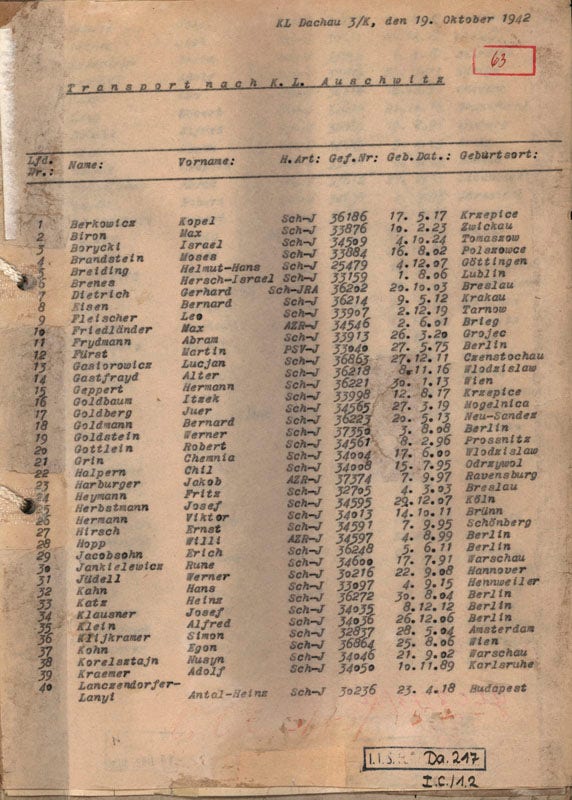 KL Dachau 3/K, den 19. Oktober 1942
63
Transport nach K.L. Auschwitz
Lfd. Nr.: Name: Vorname: H.Art: Gef.Nr: Geb.Dat.: Geburtsort:
1 Berkowicz Kopel Sch-J 36186 17. 5.17 Krzepice
2 Biron Max Sch-J 33876 10. 2.23 Zwickau
3 Borycki Israel Sch-J 34509 4.10.24 Tomaszow
4 Brandstein Moses Sch-J 33884 16. 8.02 Polazowce
5 Breiding Helmut-Hans Sch-J 25479 4.12.07 Göttingen
6 Brenes Hersch-Israel Sch-J 33159 1. 8.06 Lublin
7 Dietrich Gerhard Sch-JRA 36202 20.10.03 Breslau
8 Eisen Bernard Sch-J 36214 9. 5.12 Krakau
9 Fleischer Leo Sch-J 33907 2.12.19 Tarnow
10 Friedländer Max AZR-J 34546 2. 6.01 Brieg
11 Frydmann Abram Sch-J 33913 26. 3.20 Grojec
12 Fürst Martin PSV-J 33040 27. 5.75 Berlin
13 Gasiorowicz Lucjan Sch-J 36863 27.12.11 Czenstochau
14 Gastfrayd Alter Sch-J 36218 8.11.16 Wlodzislaw
15 Geppert Hermann Sch-J 36221 30. 1.13 Wien
16 Goldbaum Itzek Sch-J 33998 12. 8.17 Krzepice
17 Goldberg Juer Sch-J 34565 27. 3.19 Mogelnica
18 Goldmann Bernard Sch-J 36223 20. 5.13 Neu-Sandez
19 Goldstein Werner Sch-J 37350 3. 8.08 Berlin
20 Gottlein Robert Sch-J 34561 8. 2.96 Prossnitz
21 Grin Chemnia Sch-J 34004 17. 6.00 Wlodzislaw
22 Halpern Chil Sch-J 34008 15. 7.95 Odrzywol
23 Harburger Jakob AZR-J 37374 7. 9.97 Ravensburg
24 Heymann Fritz Sch-J 32705 4. 3.03 Breslau
25 Herbstmann Josef Sch-J 34595 29.12.07 Köln
26 Hermann Viktor Sch-J 34013 14.10.11 Brünn
27 Hirsch Ernst Sch-J 34591 7. 9.95 Schönberg
28 Hopp Willi AZR-J 34597 4. 8.99 Berlin
29 Jacobsohn Erich Sch-J 36248 5. 6.11 Berlin
30 Jankielewicz Rune Sch-J 34600 17. 7.91 Warschau
31 Jüdell Werner Sch-J 30216 22. 9.08 Hannover
32 Kahn Hans Sch-J 33097 4. 9.15 Hennweiler
33 Katz Heinz Sch-J 36272 30. 8.04 Berlin
34 Klausner Josef Sch-J 34035 8.12.12 Berlin
35 Klein Alfred Sch-J 34036 26.12.06 Berlin
36 Klijkramer Simon Sch-J 32837 28. 5.04 Amsterdam
37 Kohn Egon Sch-J 36864 25. 8.06 Wien
38 Korelsztajn Nusyn Sch-J 34046 21. 9.02 Warschau
39 Kraemer Adolf Sch-J 34050 10.11.89 Karlsruhe
40 Lanczendorfer-
Lanyi Antal-Heinz Sch-J 30236 23. 4.18 Budapest
Da. 217
I.C/1.2